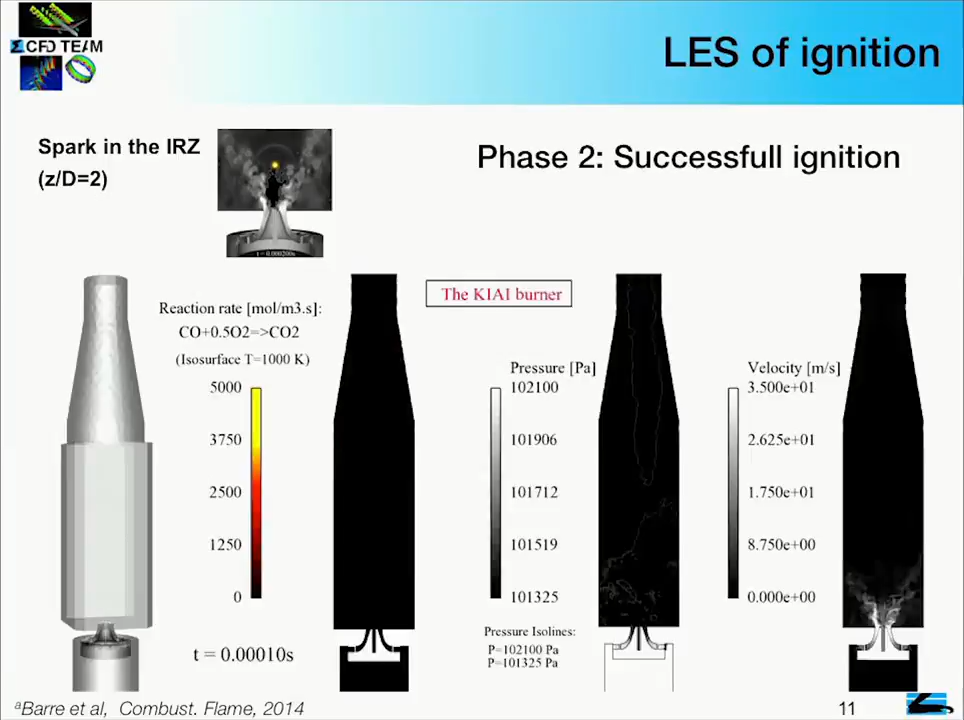 CFD TEAM
LES of ignition
Spark in the IRZ
(z/D=2)
t = 0.000200s
Phase 2: Successfull ignition
The KIAI burner
Reaction rate [mol/m3.s]:
CO+0.5O2=>CO2
(Isosurface T=1000 K)
5000
3750
2500
1250
0
t = 0.00010s
Pressure [Pa]
102100
101906
101712
101519
101325
Pressure Isolines:
P=102100 Pa
P=101325 Pa
Velocity [m/s]
3.500e+01
2.625e+01
1.750e+01
8.750e+00
0.000e+00
aBarre et al, Combust. Flame, 2014
11